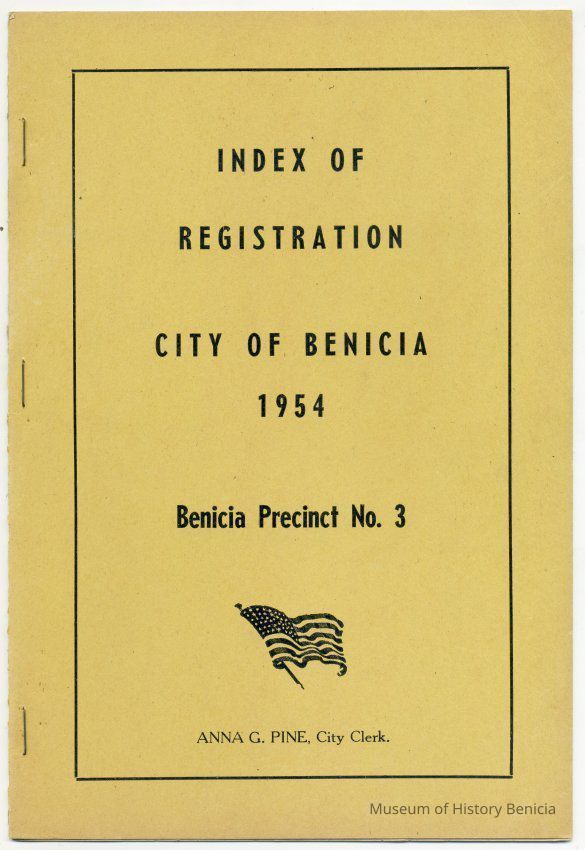 INDEX OF
REGISTRATION
CITY OF BENICIA
1954
Benicia Precinct No. 3
ANNA G. PINE, City Clerk.
Museum of History Benicia